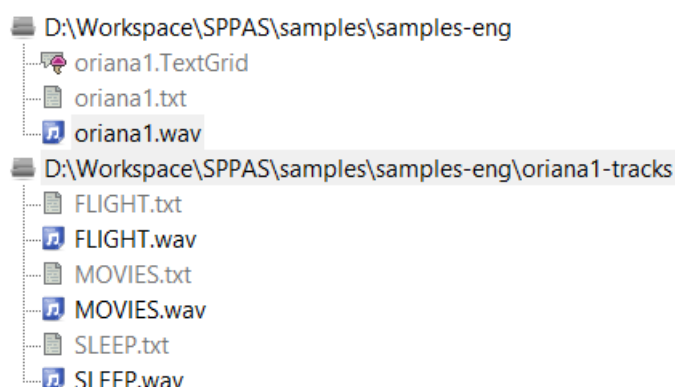 D:\Workspace\SPPAS\samples\samples-eng
oriana1.TextGrid
oriana1.txt
oriana1.wav
D:\Workspace\SPPAS\samples\samples-eng\oriana1-tracks
FLIGHT.txt
FLIGHT.wav
MOVIES.txt
MOVIES.wav
SLEEP.txt
SLEEP.wav